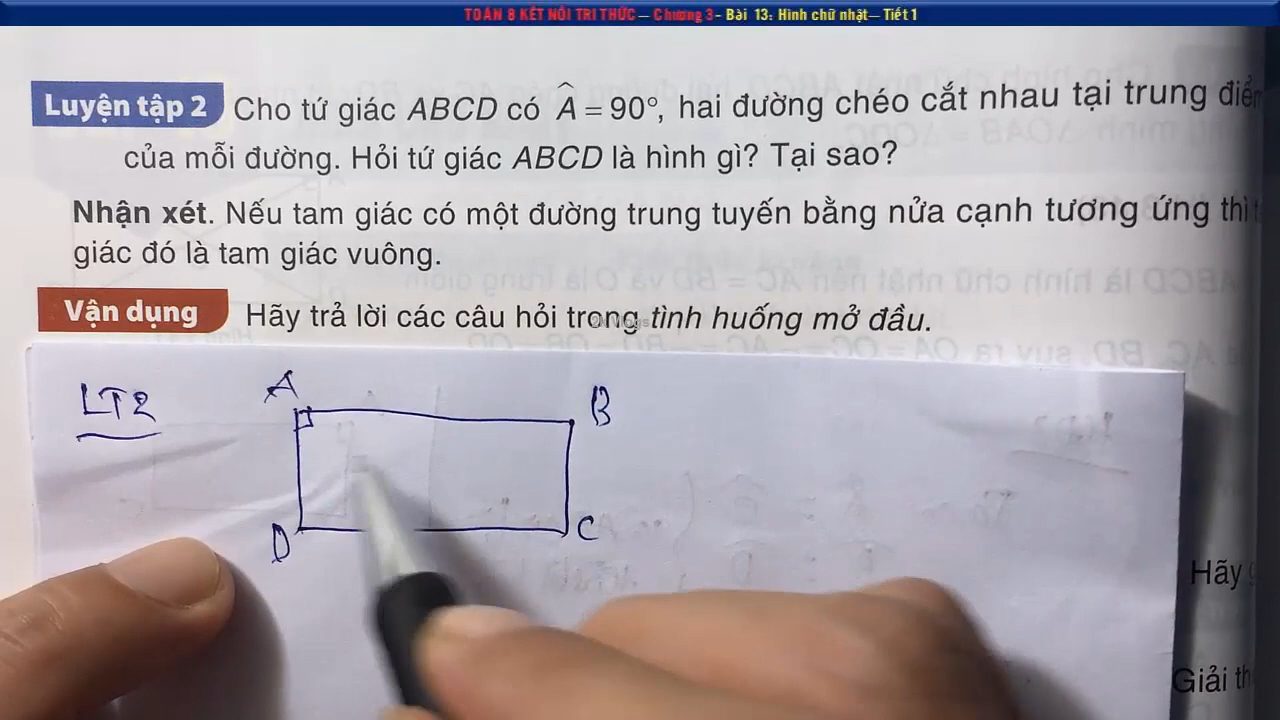 TOÁN 8 KẾT NỐI TRI THỨC – Chương 3- Bài 13: Hình chữ nhật– Tiết 1
Luyện tập 2 Cho tứ giác ABCD có Â = 90°, hai đường chéo cắt nhau tại trung điểm
của mỗi đường. Hỏi tứ giác ABCD là hình gì? Tại sao?
Nhận xét. Nếu tam giác có một đường trung tuyến bằng nửa cạnh tương ứng thì
giác đó là tam giác vuông.
Vận dụng Hãy trả lời các câu hỏi trong tình huống mở đầu.
LT2 A B
D C
Hãy
Giải